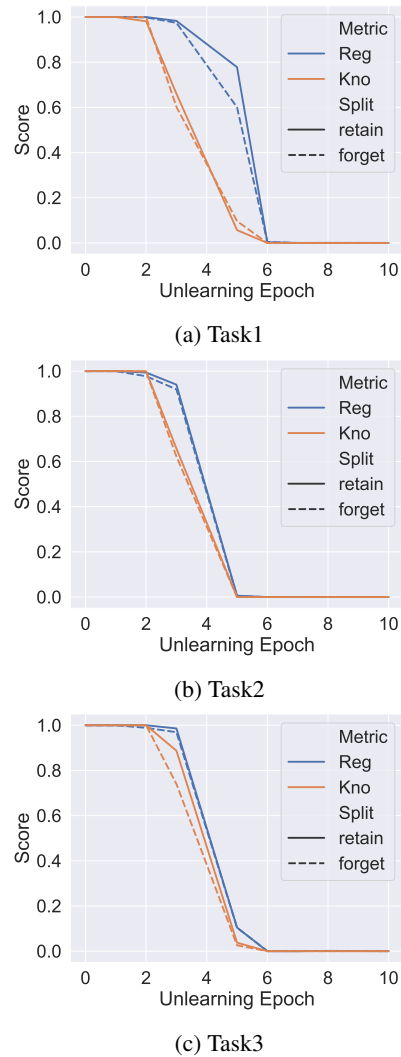 1.0
0.8
0.6
0.4
0.2
0.0
Score
Metric
Reg
Kno
Split
retain
forget
0 2 4 6 8 10
Unlearning Epoch
(a) Task1
1.0
0.8
0.6
0.4
0.2
0.0
Score
Metric
Reg
Kno
Split
retain
forget
0 2 4 6 8 10
Unlearning Epoch
(b) Task2
1.0
0.8
0.6
0.4
0.2
0.0
Score
Metric
Reg
Kno
Split
retain
forget
0 2 4 6 8 10
Unlearning Epoch
(c) Task3